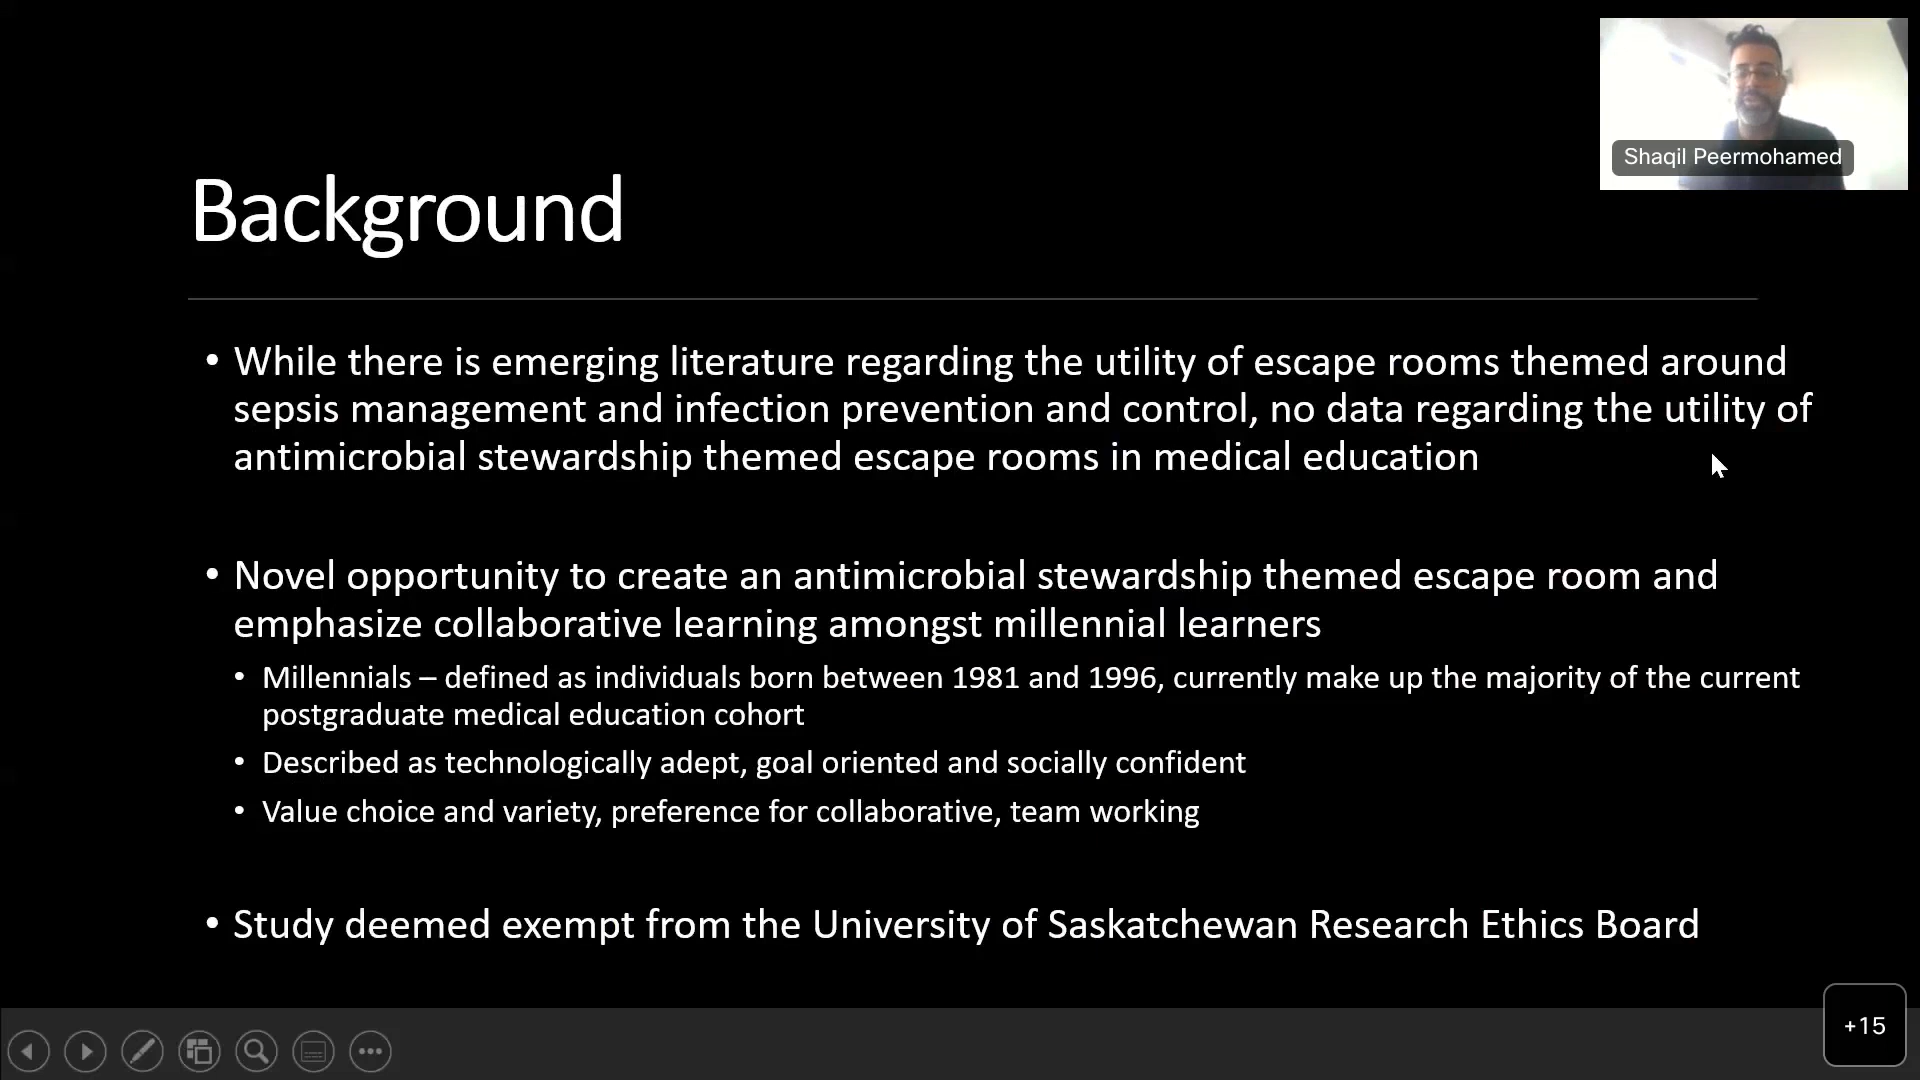 Shaqil Peermohamed
Background
• While there is emerging literature regarding the utility of escape rooms themed around
sepsis management and infection prevention and control, no data regarding the utility of
antimicrobial stewardship themed escape rooms in medical education
• Novel opportunity to create an antimicrobial stewardship themed escape room and
emphasize collaborative learning amongst millennial learners
• Millennials – defined as individuals born between 1981 and 1996, currently make up the majority of the current
postgraduate medical education cohort
• Described as technologically adept, goal oriented and socially confident
• Value choice and variety, preference for collaborative, team working
• Study deemed exempt from the University of Saskatchewan Research Ethics Board
+15